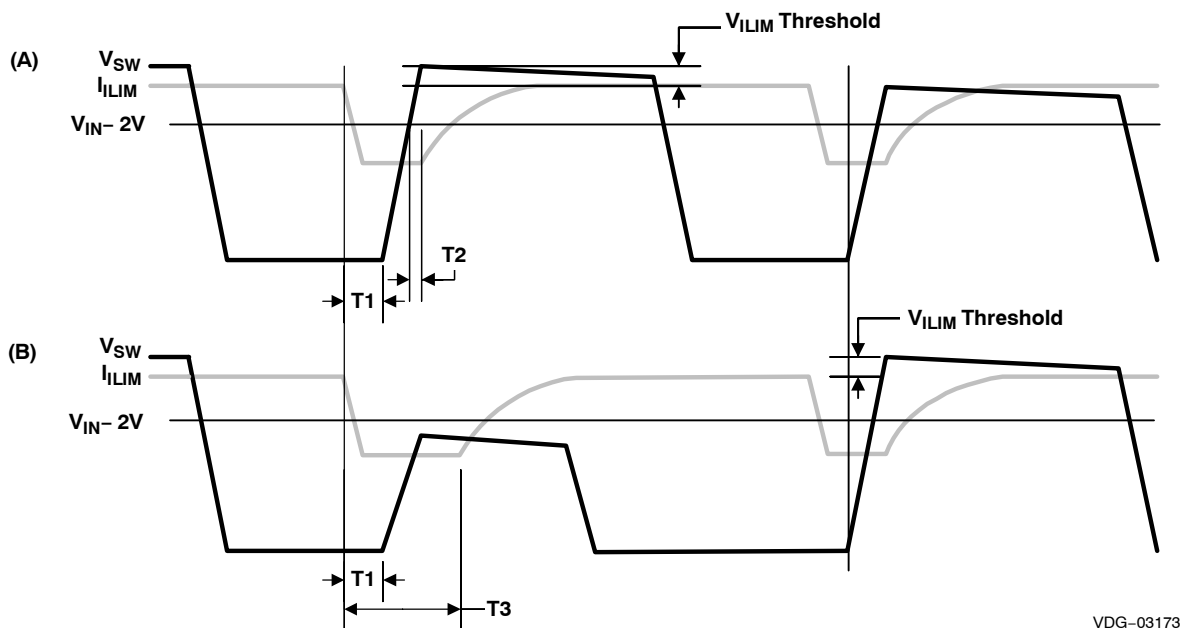 V_ILIM Threshold
(A)
V_SW
I_ILIM
V_IN– 2V
T2
T1
V_ILIM Threshold
(B)
V_SW
I_ILIM
V_IN– 2V
T1
T3
VDG–03173